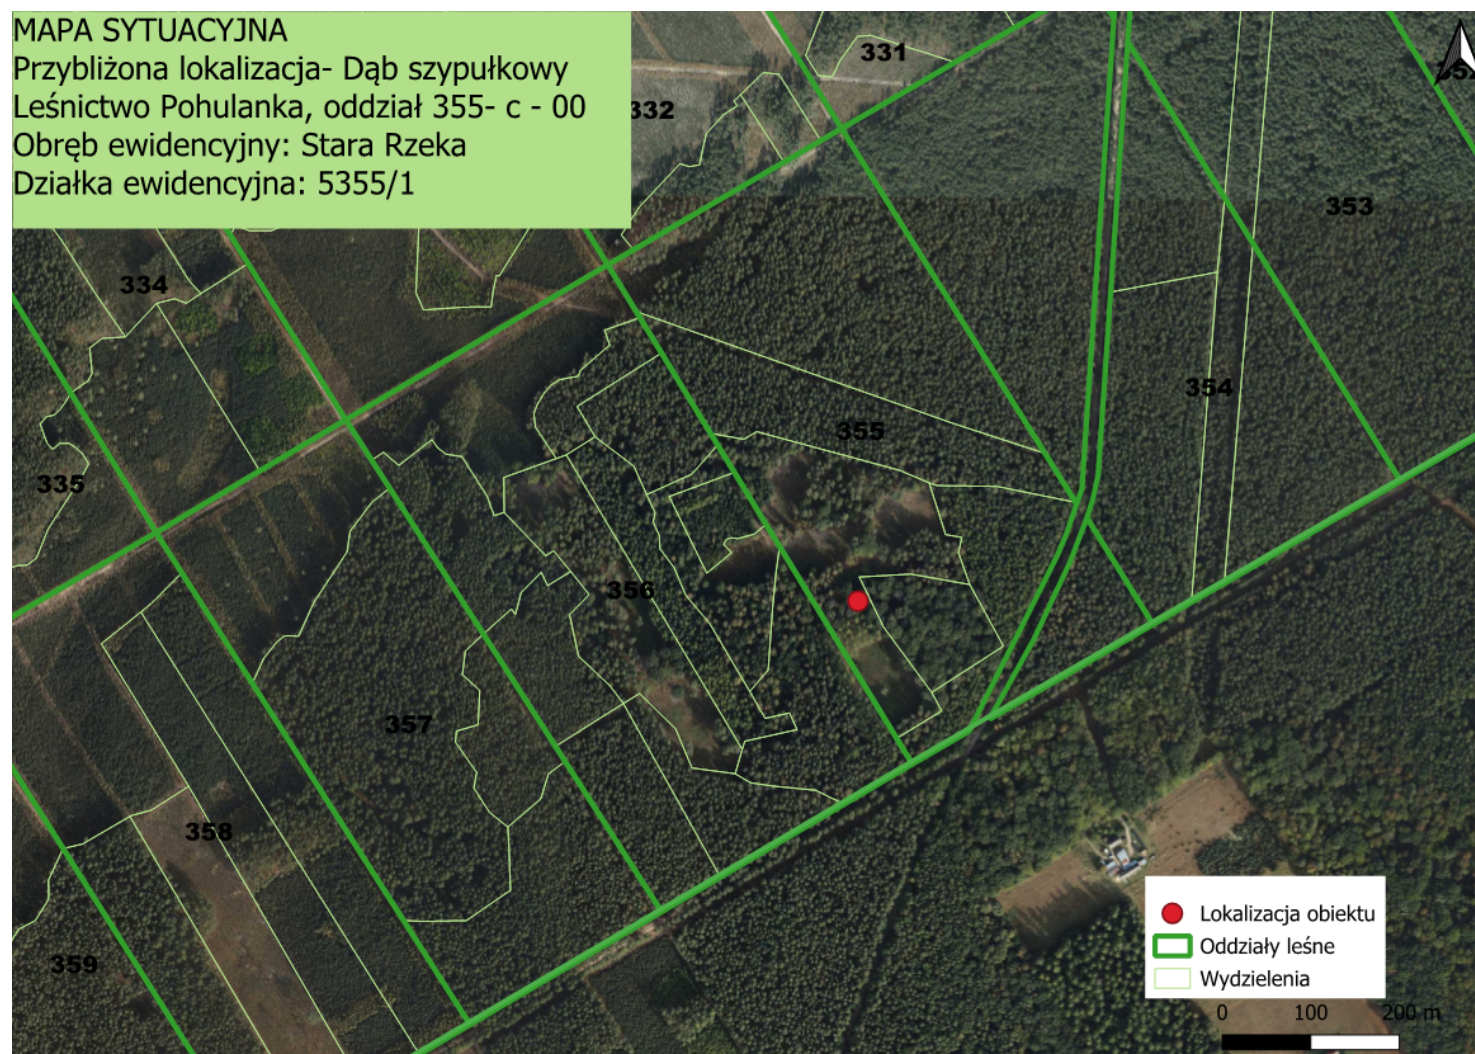 MAPA SYTUACYJNA
Przybliżona lokalizacja- Dąb szypułkowy
Leśnictwo Pohulanka, oddział 355- c - 00
Obręb ewidencyjny: Stara Rzeka
Działka ewidencyjna: 5355/1
331
332
353
334
354
355
335
356
357
358
359
Lokalizacja obiektu
Oddziały leśne
Wydzielenia
0 100 200 m